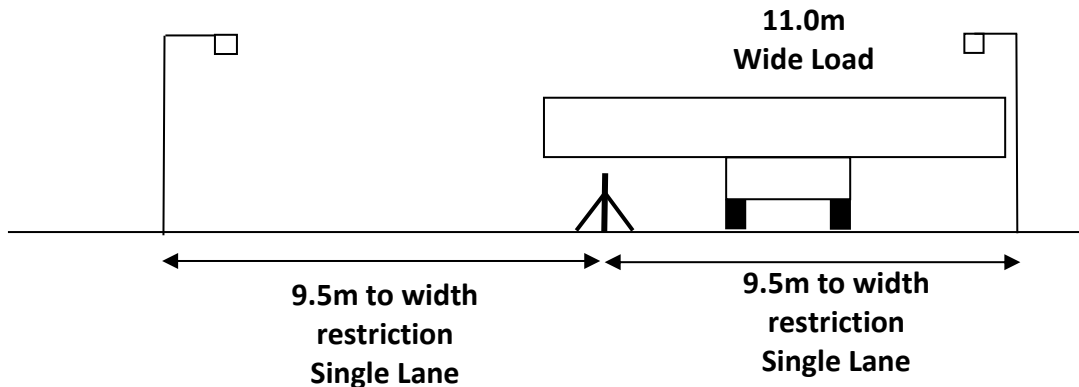 11.0m
Wide Load
9.5m to width
restriction
Single Lane
9.5m to width
restriction
Single Lane